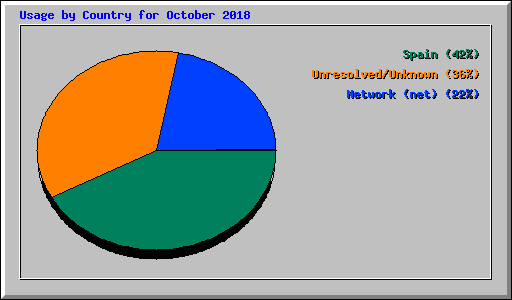 Usage by Country for October 2018
Spain (42%)
Unresolved/Unknown (36%)
Network (net) (22%)